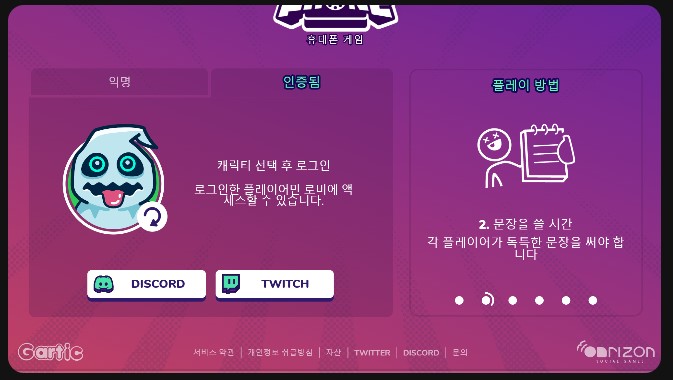 PHONE
휴대폰 게임
익명
인증됨
플레이 방법
캐릭터 선택 후 로그인
로그인한 플레이어만 로비에 액
세스할 수 있습니다.
2. 문장을 쓸 시간
각 플레이어가 독특한 문장을 써야 합
니다
DISCORD
TWITCH
Gartic
서비스 약관 | 개인정보 취급방침 | 자산 | TWITTER | DISCORD | 문의
ONRIZON
SOCIAL GAMES